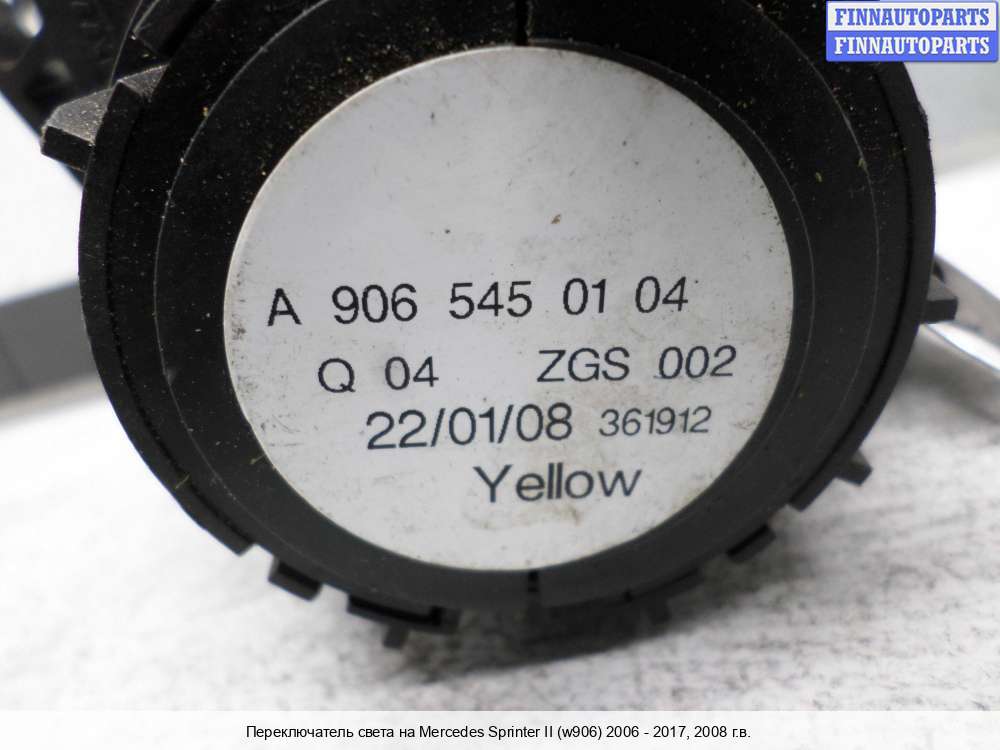 FINNAUTOPARTS
FINNAUTOPARTS
A 906 545 01 04
Q 04 ZGS 002
22/01/08 361912
Yellow
Переключатель света на Mercedes Sprinter II (w906) 2006 - 2017, 2008 г.в.